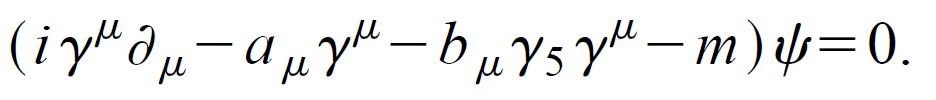 (iγ^μ∂_μ − a_μγ^μ − b_μγ_5γ^μ − m)ψ = 0.